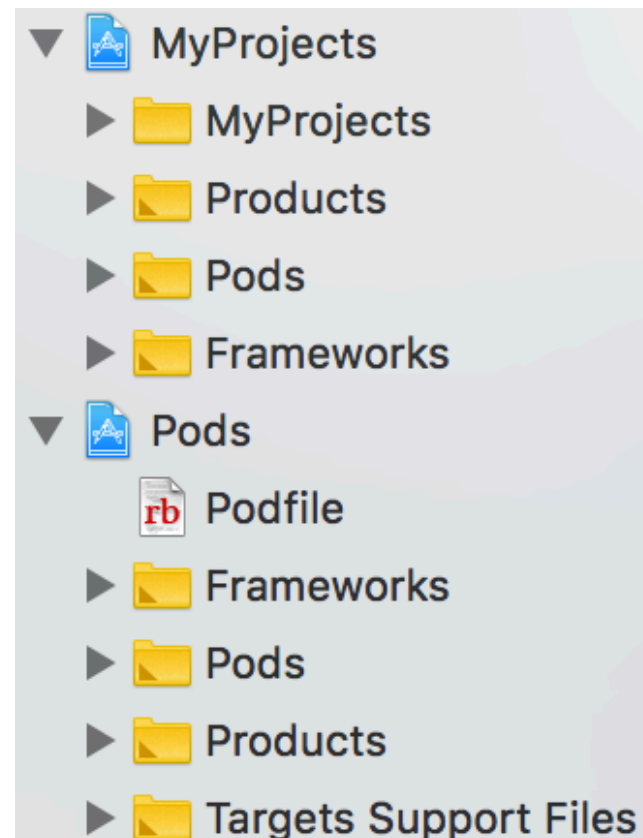 MyProjects
MyProjects
Products
Pods
Frameworks
Pods
rb Podfile
Frameworks
Pods
Products
Targets Support Files